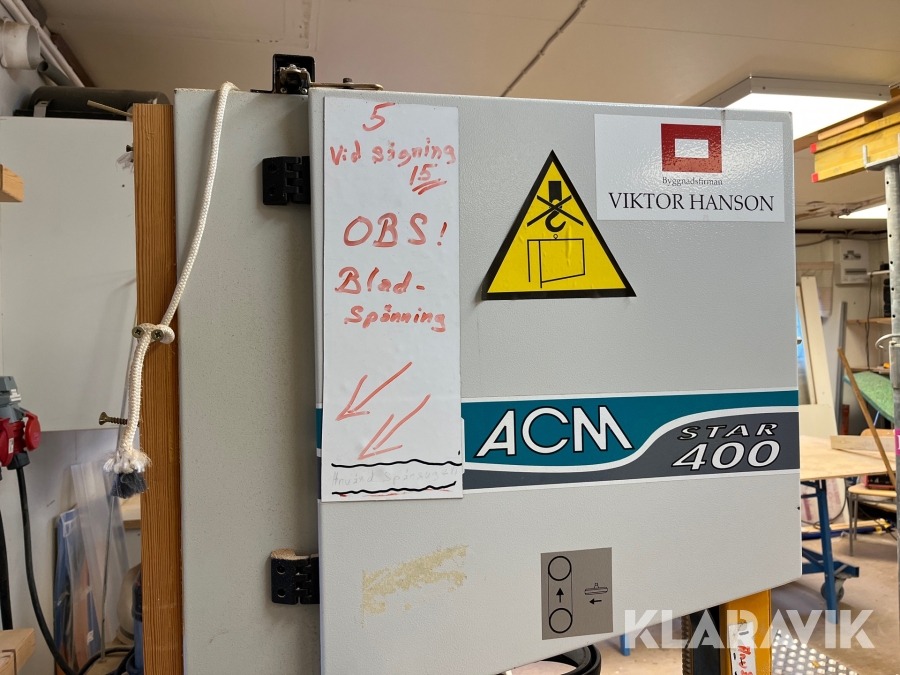 5
Vid sågning
15
OBS!
Blad-
Spänning
Byggnadsfirman
VIKTOR HANSON
ACM
STAR
400
KLARAVIK